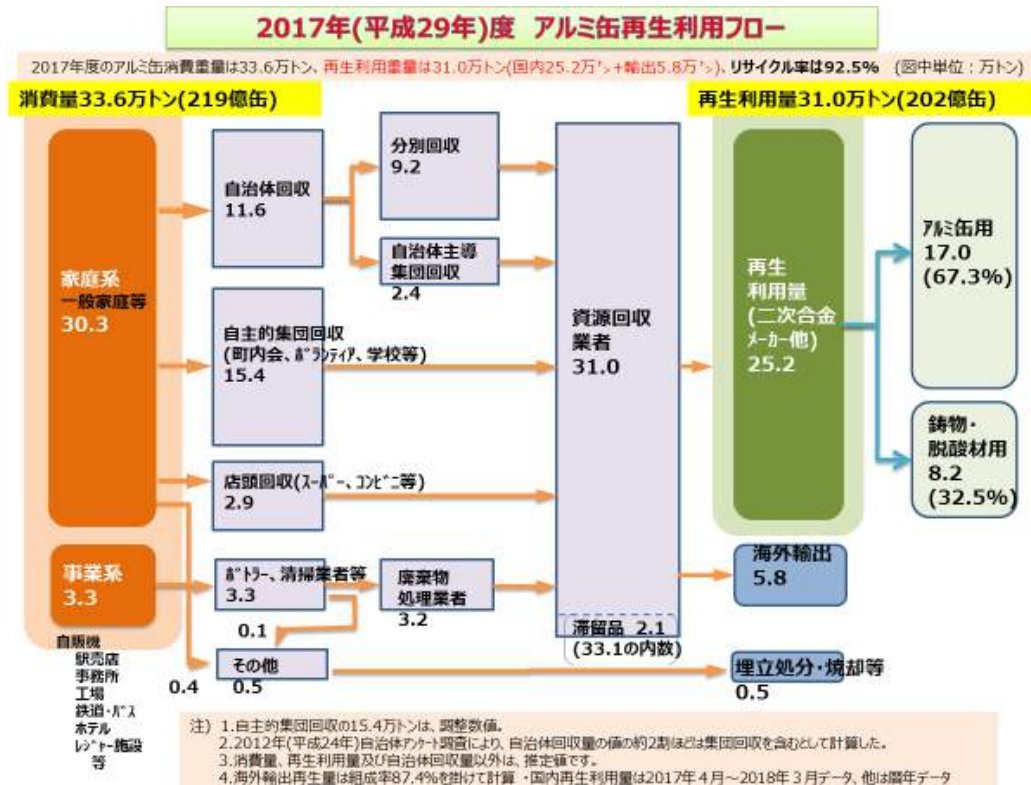 2017年(平成29年)度 アルミ缶再生利用フロー
2017年度のアルミ缶消費重量は33.6万トン、再生利用重量は31.0万トン(国内25.2万㌧+輸出5.8万㌧)、リサイクル率は92.5% (図中単位：万トン)
消費量33.6万トン(219億缶)
再生利用量31.0万トン(202億缶)
家庭系
一般家庭等
30.3
事業系
3.3
自販機
駅売店
事務所
工場
鉄道・ﾊﾞｽ
ホテル
ﾚｼﾞｬｰ施設
等
自治体回収
11.6
自主的集団回収
(町内会、ﾎﾞﾗﾝﾃｨｱ、学校等)
15.4
店頭回収(ｽｰﾊﾟｰ、ｺﾝﾋﾞﾆ等)
2.9
ﾎﾞﾄﾗｰ、清掃業者等
3.3
0.1
その他
0.5
0.4
分別回収
9.2
自治体主導
集団回収
2.4
廃棄物
処理業者
3.2
資源回収
業者
31.0
滞留品 2.1
(33.1の内数)
再生
利用量
(二次合金
ﾒｰｶｰ他)
25.2
海外輸出
5.8
埋立処分・焼却等
0.5
ｱﾙﾐ缶用
17.0
(67.3%)
鋳物・
脱酸材用
8.2
(32.5%)
注) 1.自主的集団回収の15.4万トンは、調整数値。
2.2012年(平成24年)自治体ｱﾝｹｰﾄ調査により、自治体回収量の値の約2割ほどは集団回収を含むとして計算した。
3.消費量、再生利用量及び自治体回収量以外は、推定値です。
4.海外輸出再生量は組成率87.4%を掛けて計算 ・国内再生利用量は2017年4月～2018年3月データ、他は暦年データ